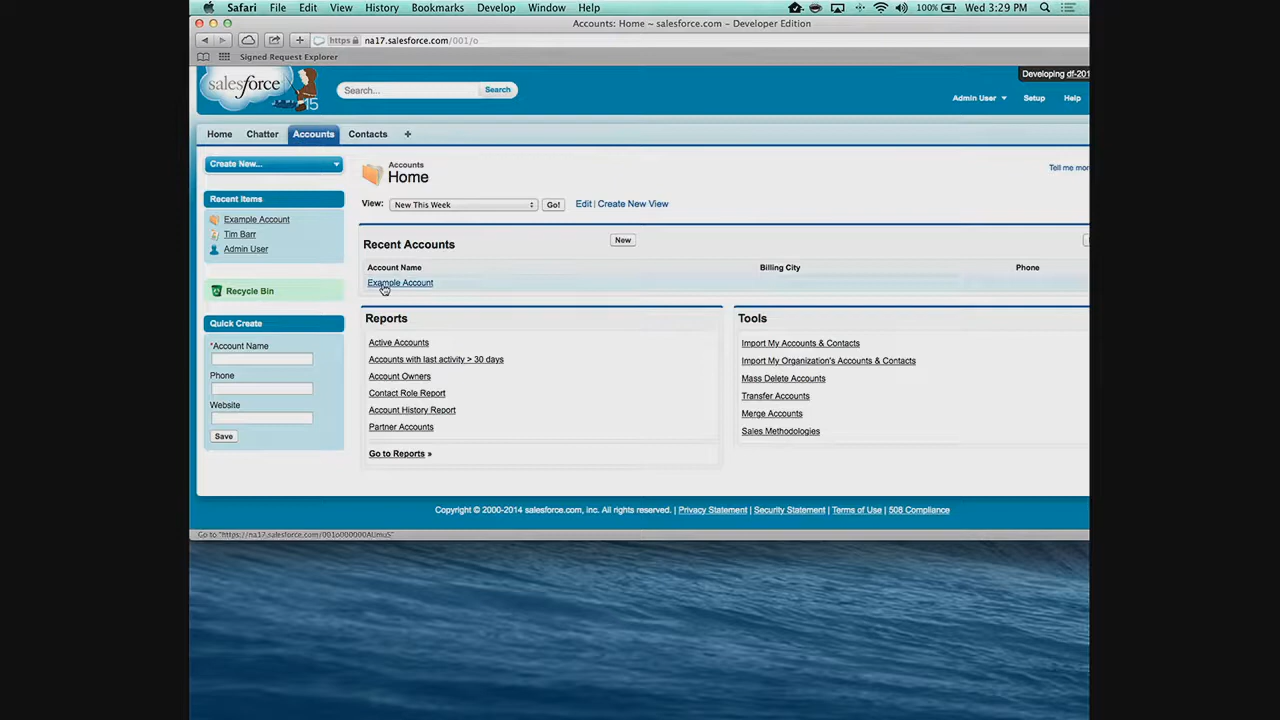 Safari File Edit View History Bookmarks Develop Window Help 100% Wed 3:29 PM
Accounts: Home ~ salesforce.com – Developer Edition
https na17.salesforce.com/001/o
Signed Request Explorer
salesforce 15
Search... Search
Developing df-201
Admin User Setup Help
Home Chatter Accounts Contacts +
Create New...
Accounts
Home
Tell me mor
View: New This Week Go! Edit | Create New View
Recent Items
Example Account
Tim Barr
Admin User
Recycle Bin
Quick Create
*Account Name
Phone
Website
Save
Recent Accounts New
Account Name Billing City Phone
Example Account
Reports
Active Accounts
Accounts with last activity > 30 days
Account Owners
Contact Role Report
Account History Report
Partner Accounts
Go to Reports »
Tools
Import My Accounts & Contacts
Import My Organization's Accounts & Contacts
Mass Delete Accounts
Transfer Accounts
Merge Accounts
Sales Methodologies
Copyright © 2000-2014 salesforce.com, inc. All rights reserved. | Privacy Statement | Security Statement | Terms of Use | 508 Compliance
Go to